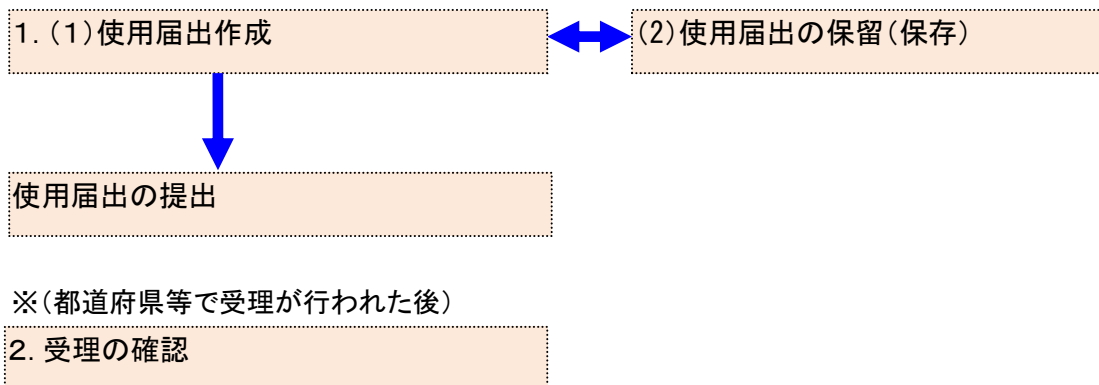 1．（１）使用届出作成
(2)使用届出の保留（保存）
使用届出の提出
※（都道府県等で受理が行われた後）
２．受理の確認